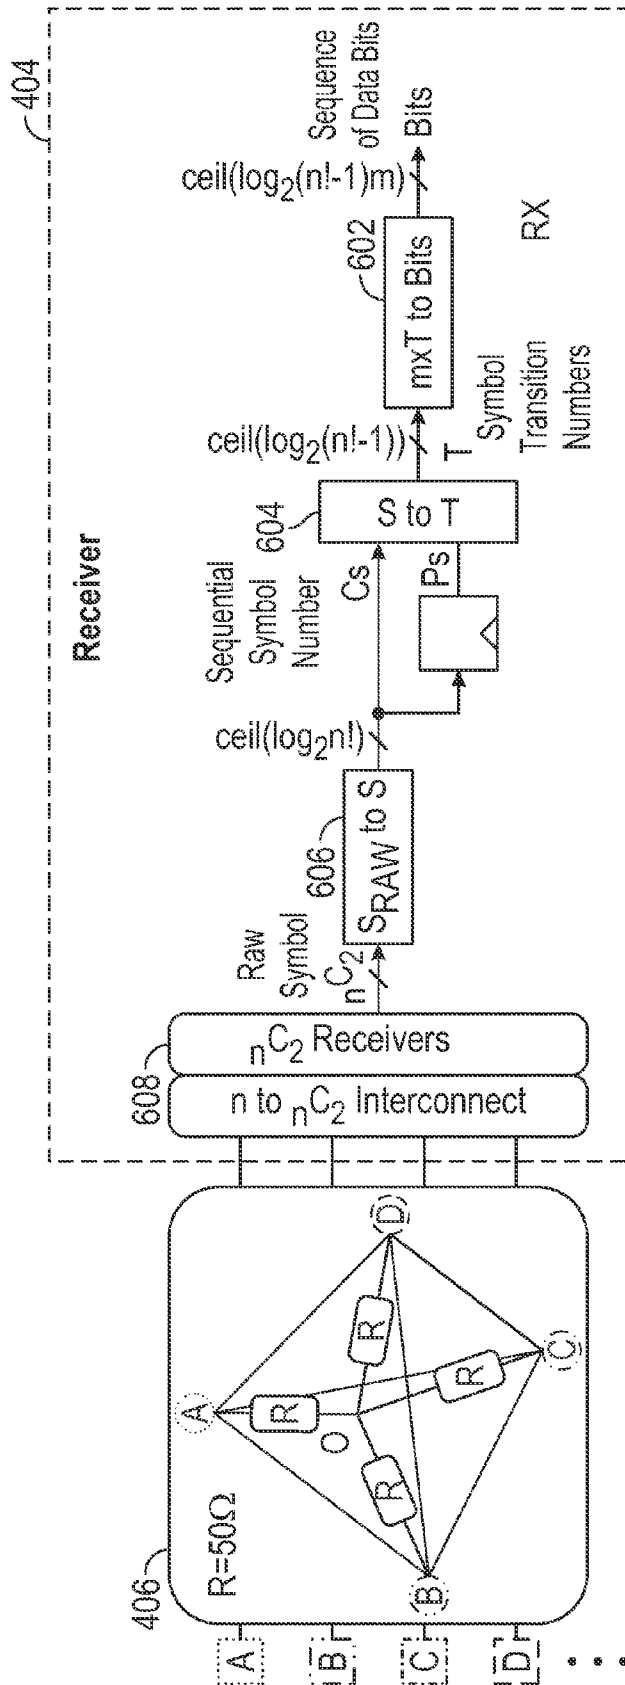 404
Receiver
Sequence
of Data Bits
Bits
ceil(log2(n!-1)m)
602
mxT to Bits
RX
ceil(log2(n!-1))
T
Symbol
Transition
Numbers
604
S to T
Sequential
Symbol
Number
Cs
Ps
ceil(log2n!)
606
SRAW to S
Raw
Symbol
nC2
608
nC2 Receivers
n to nC2 Interconnect
406
R=50Ω
A
B
C
D
O
R
R
R
R
A
B
C
D